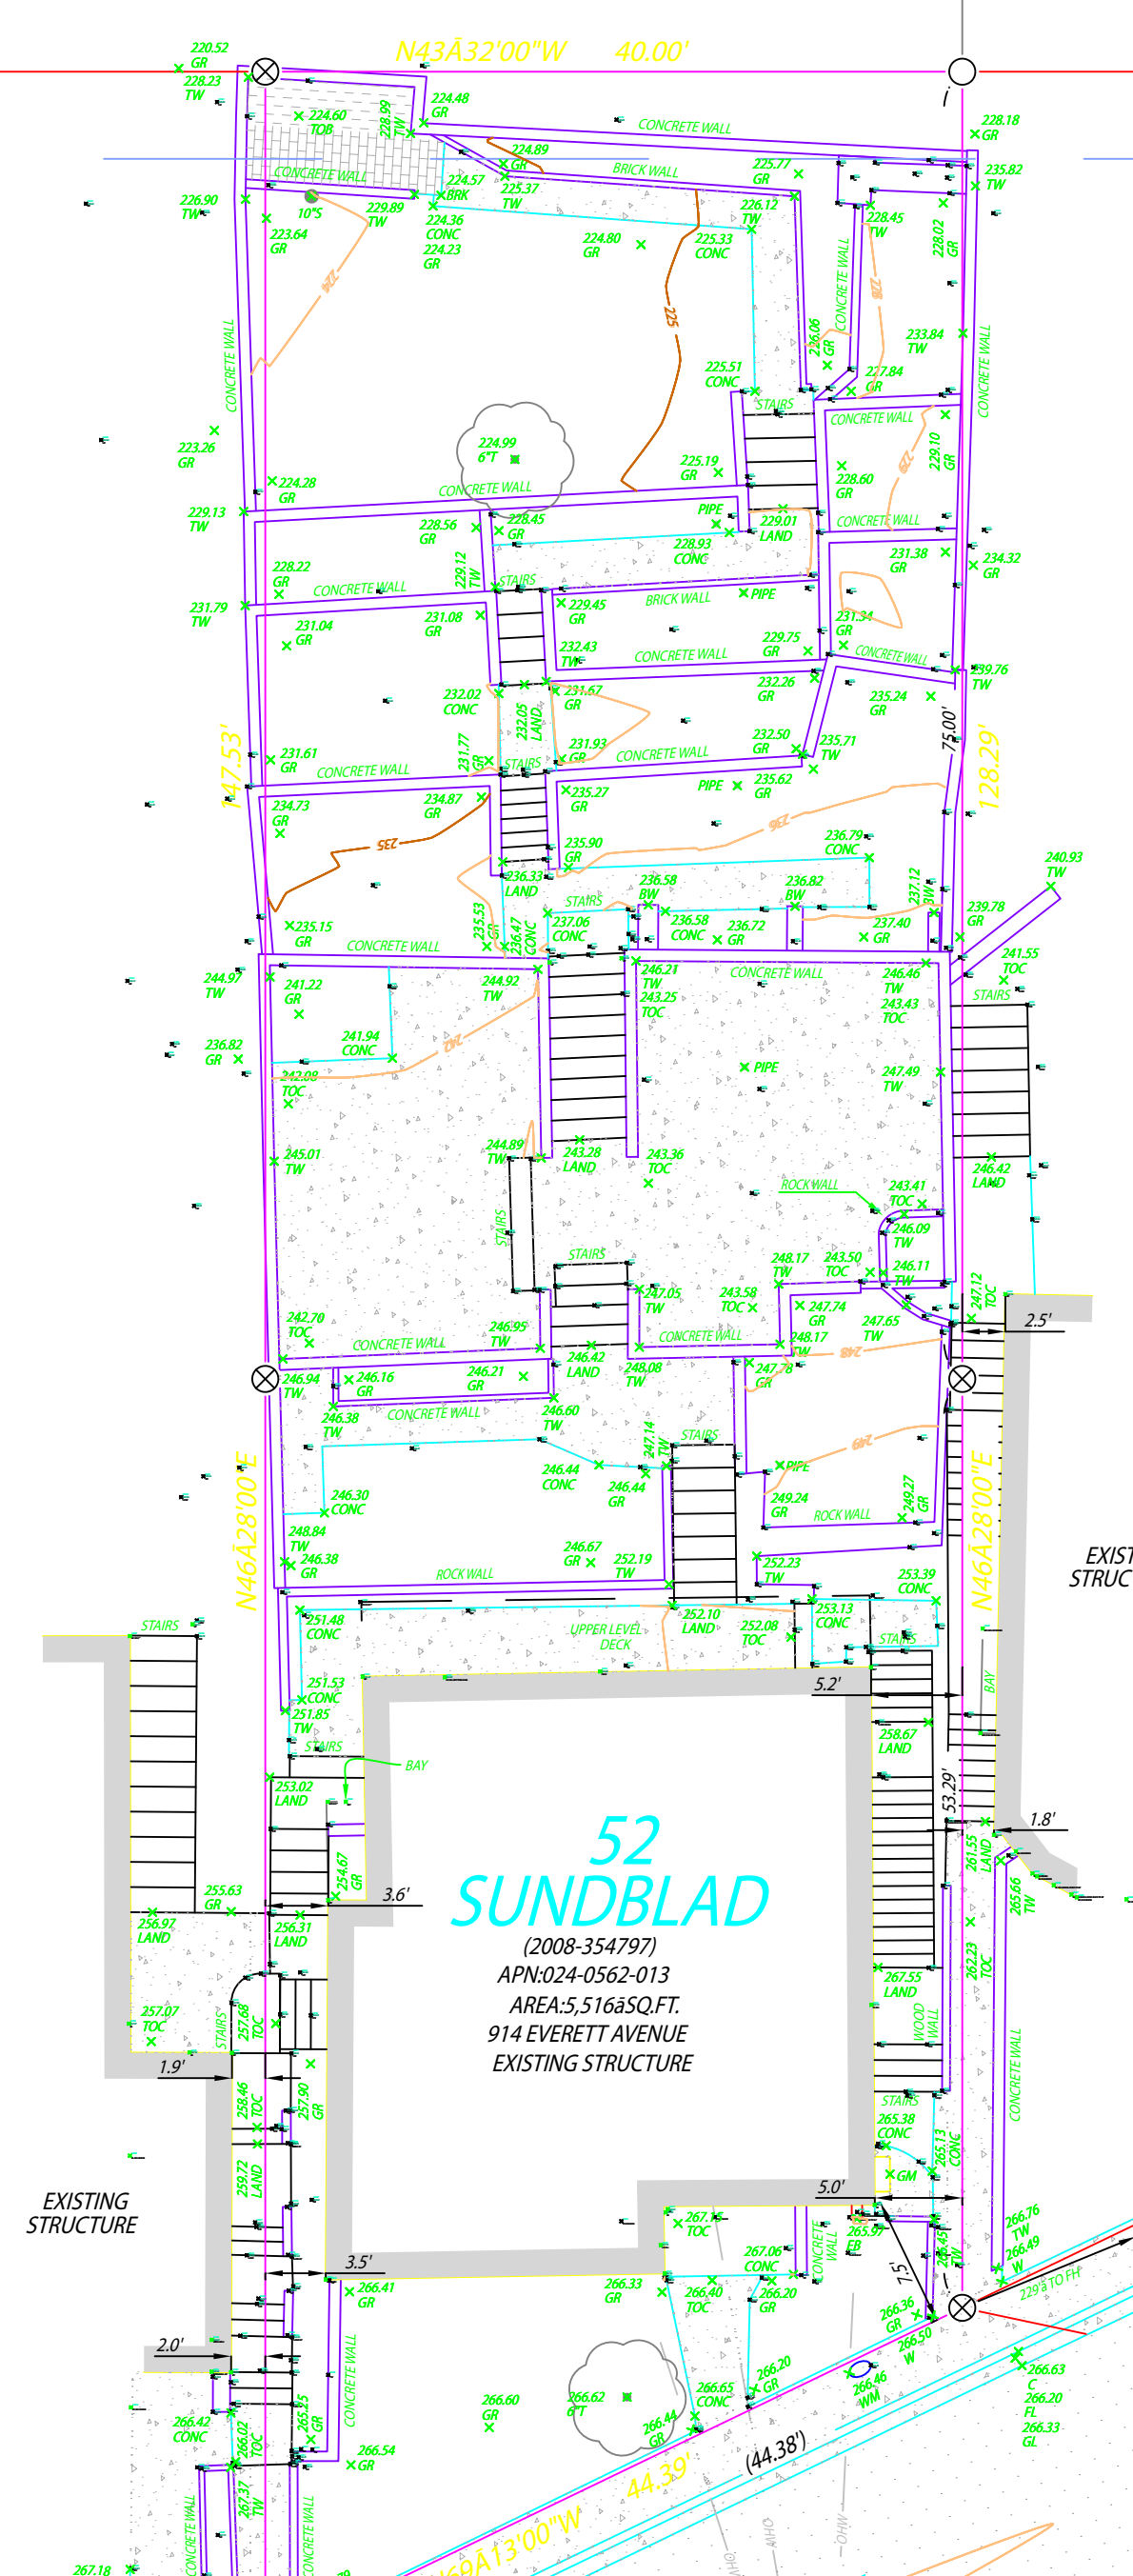 N43Ā32'00"W 40.00'
220.52
GR
228.23
TW
224.60
TOB
228.99
TW
224.48
GR
CONCRETE WALL
228.18
GR
224.89
GR
BRICK WALL
225.77
GR
235.82
TW
CONCRETE WALL
224.57
BRK
225.37
TW
226.90
TW
10"S
229.89
TW
224.36
CONC
226.12
TW
228.45
TW
228.02
GR
223.64
GR
224.23
GR
224.80
GR
225.33
CONC
CONCRETE WALL
224
228
225
226.06
GR
233.84
TW
CONCRETE WALL
CONCRETE WALL
225.51
CONC
227.84
GR
STAIRS
CONCRETE WALL
223.26
GR
224.99
6"T
229.10
GR
229
225.19
GR
228.60
GR
224.28
GR
CONCRETE WALL
229.13
TW
228.56
GR
228.45
GR
PIPE
229.01
LAND
CONCRETE WALL
228.93
CONC
231.38
GR
234.32
GR
228.22
GR
229.12
TW
STAIRS
CONCRETE WALL
BRICK WALL
PIPE
231.79
TW
229.45
GR
231.04
GR
231.08
GR
231.34
GR
232.43
TW
CONCRETE WALL
229.75
GR
CONCRETE WALL
239.76
TW
232.02
CONC
231.67
GR
232.26
GR
235.24
GR
232.05
LAND
75.00'
147.53'
128.29'
231.61
GR
231.77
GR
231.93
GR
232.50
GR
235.71
TW
CONCRETE WALL
STAIRS
CONCRETE WALL
PIPE
235.62
GR
234.73
GR
234.87
GR
235.27
GR
236
235
235.90
GR
236.79
CONC
240.93
TW
236.33
LAND
236.58
BW
236.82
BW
237.12
BW
STAIRS
239.78
GR
235.15
GR
235.53
GR
236.47
CONC
237.06
CONC
236.58
CONC
236.72
GR
237.40
GR
CONCRETE WALL
241.55
TOC
244.97
TW
241.22
GR
244.92
TW
246.21
TW
CONCRETE WALL
246.46
TW
243.25
TOC
243.43
TOC
STAIRS
236.82
GR
241.94
CONC
242
242.08
TOC
PIPE
247.49
TW
245.01
TW
244.89
TW
243.28
LAND
243.36
TOC
246.42
LAND
ROCK WALL
243.41
TOC
STAIRS
246.09
TW
STAIRS
248.17
TW
243.50
TOC
246.11
TW
247.12
TOC
247.05
TW
243.58
TOC
247.74
GR
247.65
TW
2.5'
242.70
TOC
CONCRETE WALL
246.95
TW
CONCRETE WALL
248.17
TW
248
246.42
LAND
248.08
TW
247.78
GR
246.94
TW
246.16
GR
246.21
GR
246.38
TW
CONCRETE WALL
246.60
TW
247.14
TW
STAIRS
249
N46Ā28'00"E
N46Ā28'00"E
246.44
CONC
246.44
GR
PIPE
249.24
GR
249.27
GR
246.30
CONC
ROCK WALL
248.84
TW
246.38
GR
246.67
GR
252.19
TW
252.23
TW
ROCK WALL
253.39
CONC
EXIST
STRUC
251.48
CONC
UPPER LEVEL
DECK
252.10
LAND
252.08
TOC
253.13
CONC
STAIRS
STAIRS
251.53
CONC
251.85
TW
5.2'
BAY
STAIRS
258.67
LAND
BAY
253.02
LAND
53.29'
1.8'
52
SUNDBLAD
(2008-354797)
APN:024-0562-013
AREA:5,516āSQ.FT.
914 EVERETT AVENUE
EXISTING STRUCTURE
261.55
LAND
254.67
GR
265.66
TW
255.63
GR
3.6'
256.97
LAND
256.31
LAND
262.23
TOC
267.55
LAND
257.07
TOC
STAIRS
257.68
TOC
WOOD
WALL
CONCRETE WALL
1.9'
258.46
TOC
257.90
GR
STAIRS
265.38
CONC
265.13
CONC
259.72
LAND
GM
EXISTING
STRUCTURE
5.0'
267.15
TOC
265.97
EB
266.45
TW
266.76
TW
CONCRETE
WALL
266.49
W
3.5'
267.06
CONC
7.5'
229'ā TO FH
266.41
GR
266.33
GR
266.40
TOC
266.20
GR
266.36
GR
266.50
W
2.0'
CONCRETE WALL
266.20
GR
266.46
WM
266.63
C
266.20
FL
266.33
GL
266.62
6"T
266.60
GR
266.65
CONC
266.42
CONC
265.25
GR
266.02
TOC
266.44
GR
266.54
GR
(44.38')
44.39'
267.37
TW
CONCRETE WALL
CONCRETE WALL
N69Ā13'00"W
OHW
OHW
OHW
267.18